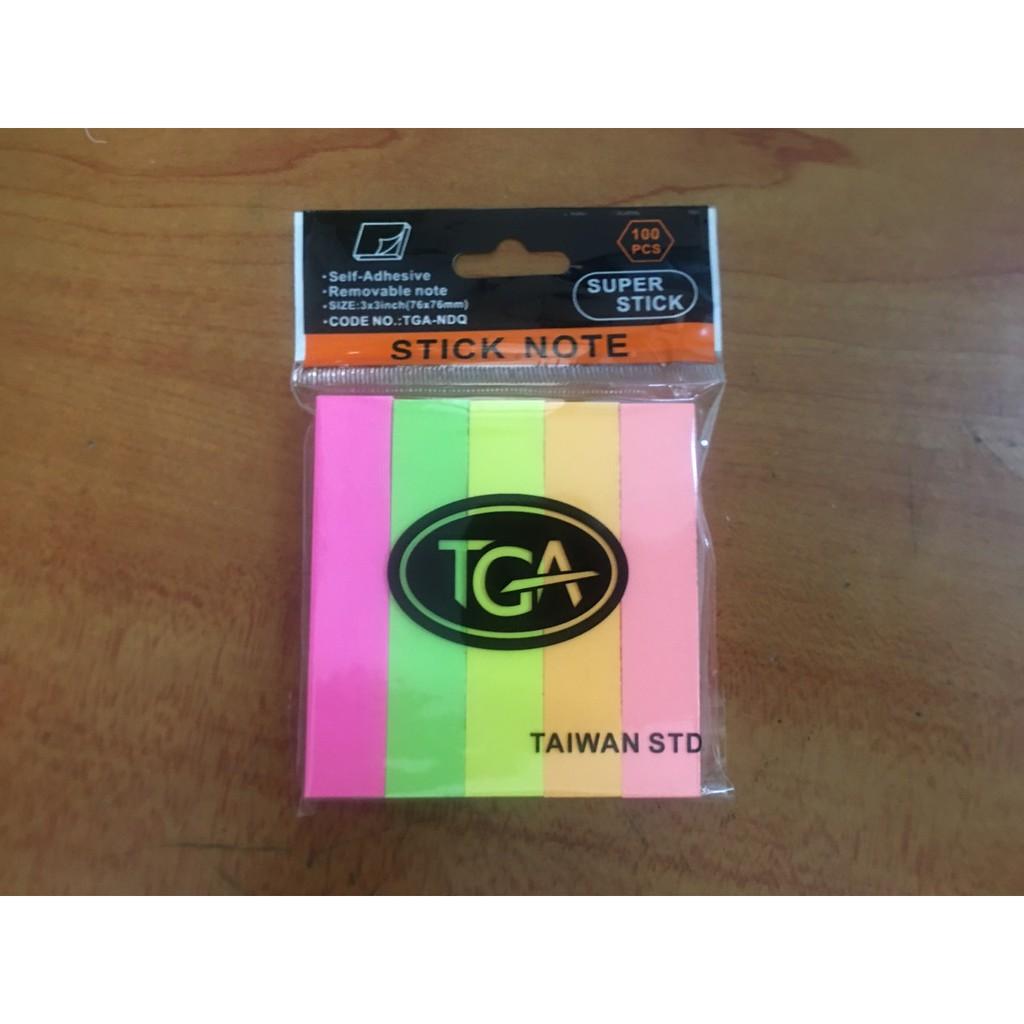 ·Self-Adhesive
·Removable note
·SIZE:3x3inch(76x76mm)
·CODE NO.:TGA-NDQ
100
PCS
SUPER
STICK
STICK NOTE
TGA
TAIWAN STD